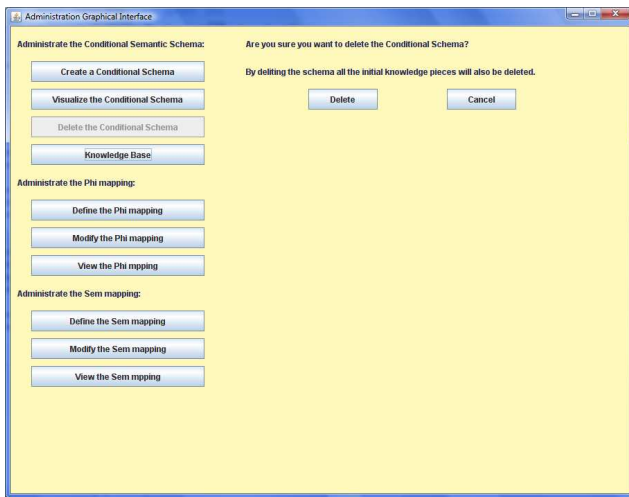 Administration Graphical Interface
Administrate the Conditional Semantic Schema:
Create a Conditional Schema
Visualize the Conditional Schema
Delete the Conditional Schema
Knowledge Base
Administrate the Phi mapping:
Define the Phi mapping
Modify the Phi mapping
View the Phi mpping
Administrate the Sem mapping:
Define the Sem mapping
Modify the Sem mapping
View the Sem mpping
Are you sure you want to delete the Conditional Schema?
By deliting the schema all the initial knowledge pieces will also be deleted.
Delete
Cancel